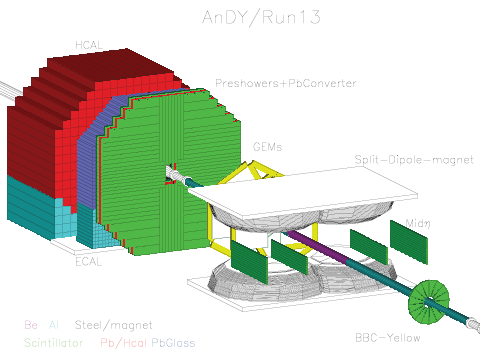 AnDY/Run13
HCAL
Preshowers+PbConverter
GEMs
Split-Dipole-magnet
Midη
ECAL
BBC-Yellow
Be Al Steel/magnet
Scintillator Pb/Hcal PbGlass